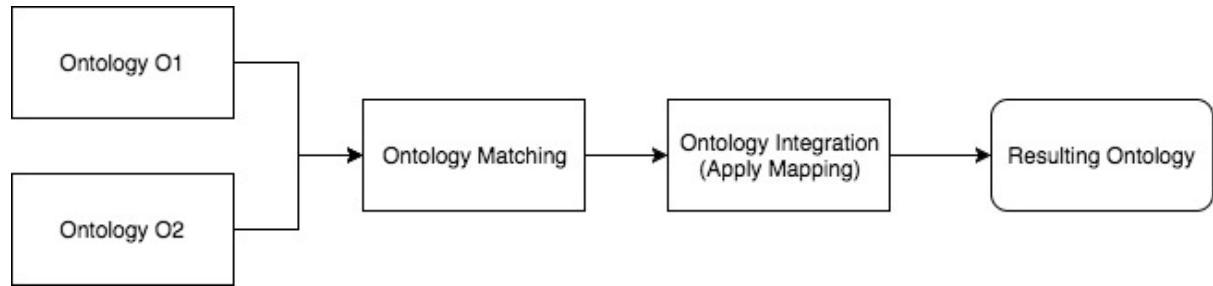 Ontology O1
Ontology O2
Ontology Matching
Ontology Integration
(Apply Mapping)
Resulting Ontology